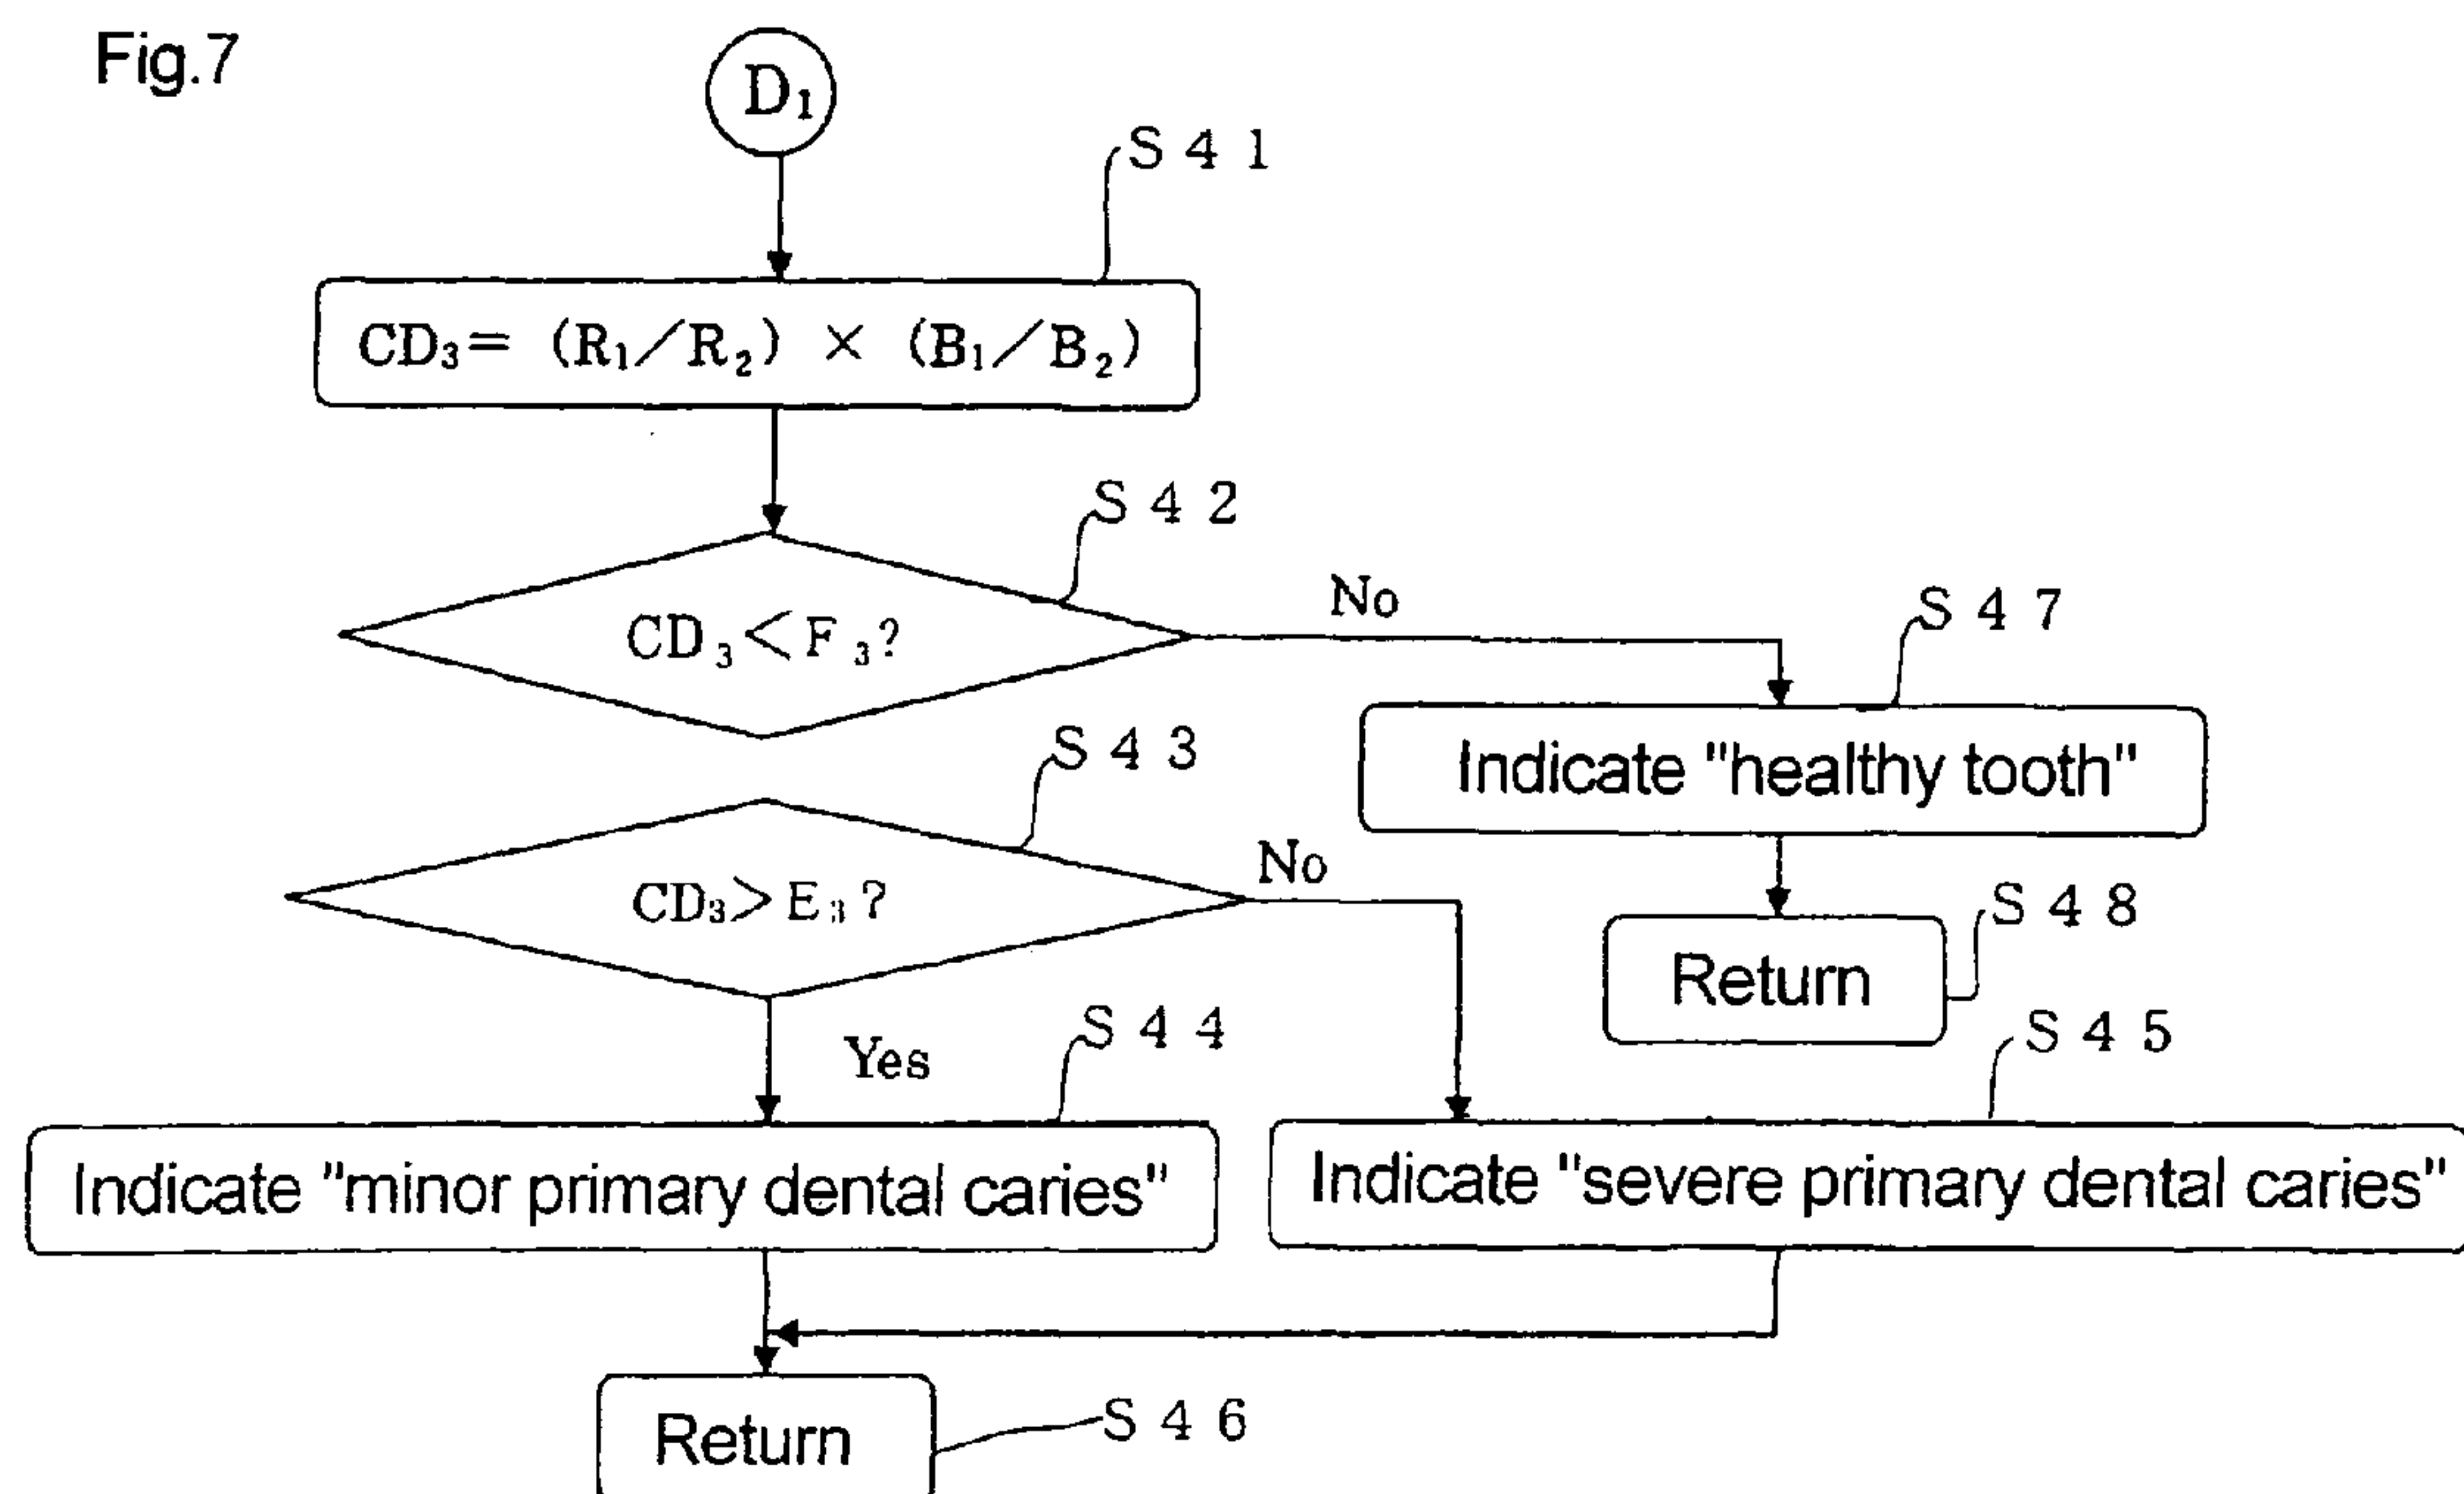 Fig.7
D₁
S 4 1
CD₃= (R₁/R₂) × (B₁/B₂)
S 4 2
CD₃<F₃?
No
S 4 7
Indicate "healthy tooth"
S 4 3
CD₃>E₃?
No
S 4 8
Return
Yes
S 4 4
S 4 5
Indicate "minor primary dental caries"
Indicate "severe primary dental caries"
Return
S 4 6